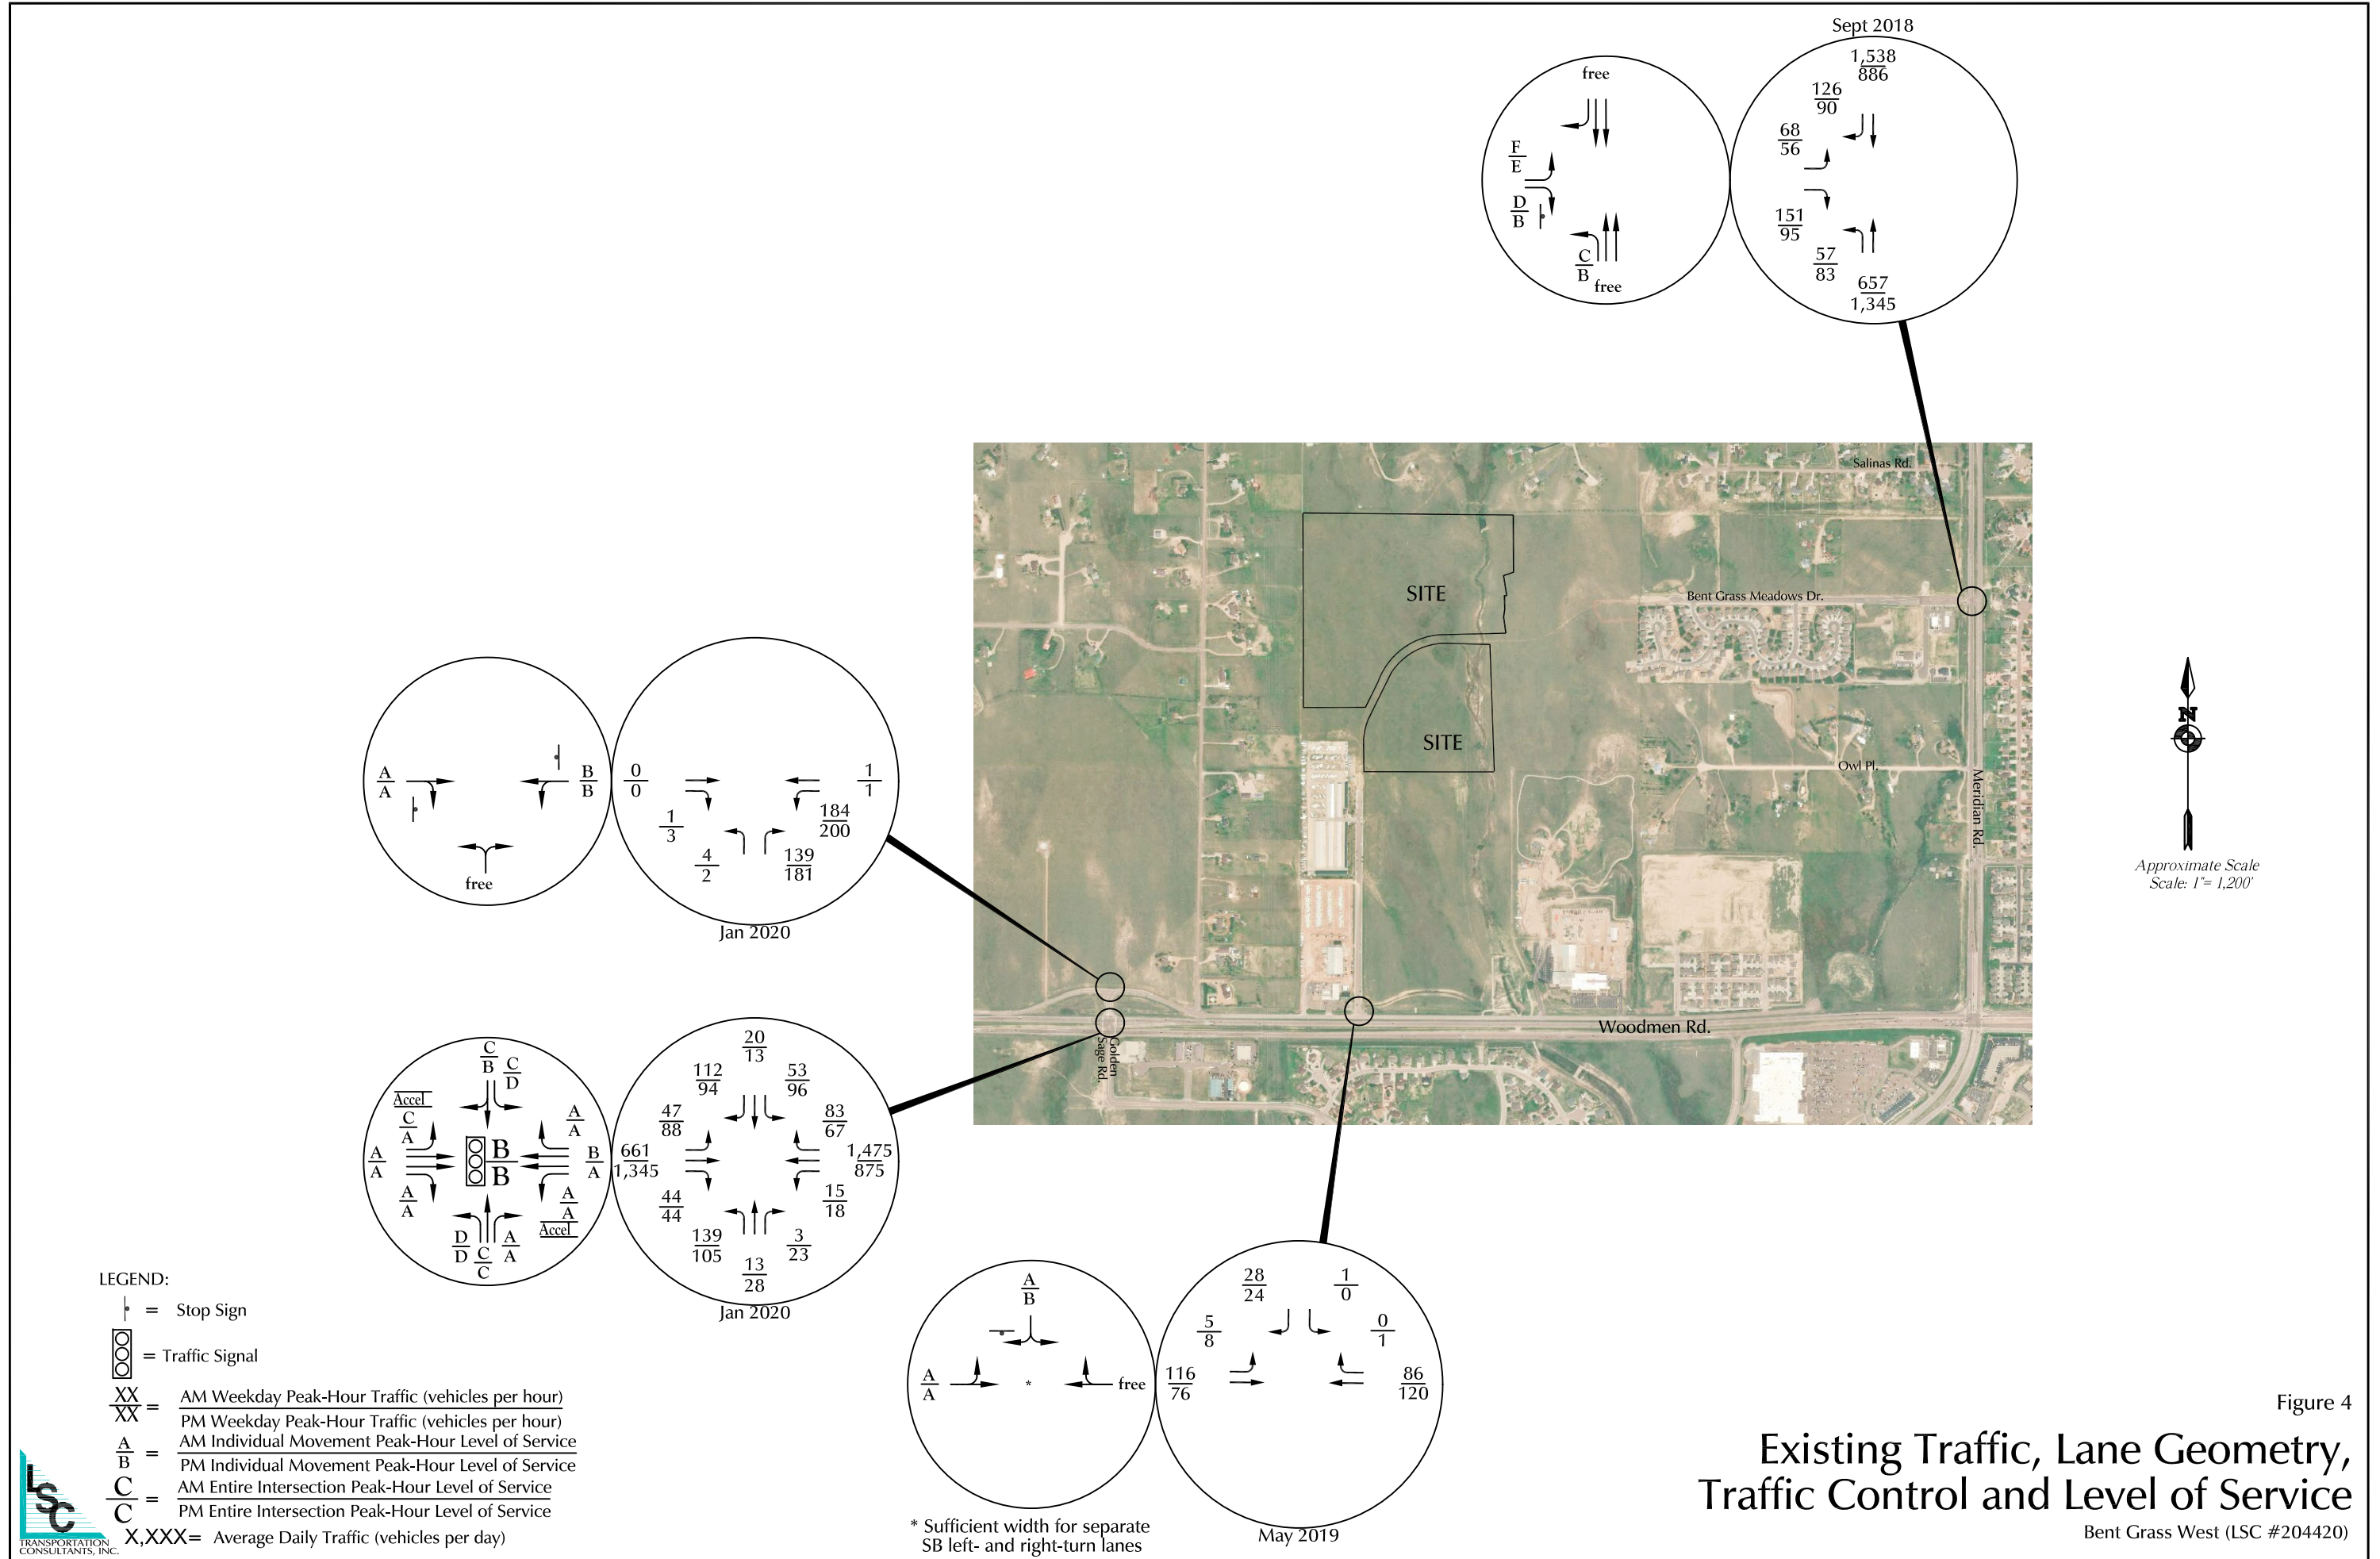 Sept 2018
1,538
886
126
90
68
56
151
95
57
83
657
1,345
free
F
E
D
B
C
B
free
Salinas Rd.
SITE
Bent Grass Meadows Dr.
SITE
Owl Pl.
Meridian Rd.
Woodmen Rd.
Golden
Sage Rd.
N
Approximate Scale
Scale: 1"= 1,200'
A
A
B
B
free
0
0
1
3
4
2
1
1
184
200
139
181
Jan 2020
C
B
C
D
Accel
C
A
A
A
A
A
A
A
B
A
A
A
Accel
B
B
D
D
C
C
A
A
20
13
112
94
53
96
47
88
83
67
661
1,345
1,475
875
44
44
15
18
139
105
3
23
13
28
Jan 2020
A
B
A
A
*
free
28
24
1
0
5
8
0
1
116
76
86
120
May 2019
* Sufficient width for separate
SB left- and right-turn lanes
LEGEND:
= Stop Sign
= Traffic Signal
XX
XX
= AM Weekday Peak-Hour Traffic (vehicles per hour)
PM Weekday Peak-Hour Traffic (vehicles per hour)
A
B
= AM Individual Movement Peak-Hour Level of Service
PM Individual Movement Peak-Hour Level of Service
C
C
= AM Entire Intersection Peak-Hour Level of Service
PM Entire Intersection Peak-Hour Level of Service
X,XXX= Average Daily Traffic (vehicles per day)
LSC
TRANSPORTATION
CONSULTANTS, INC.
Figure 4
Existing Traffic, Lane Geometry,
Traffic Control and Level of Service
Bent Grass West (LSC #204420)